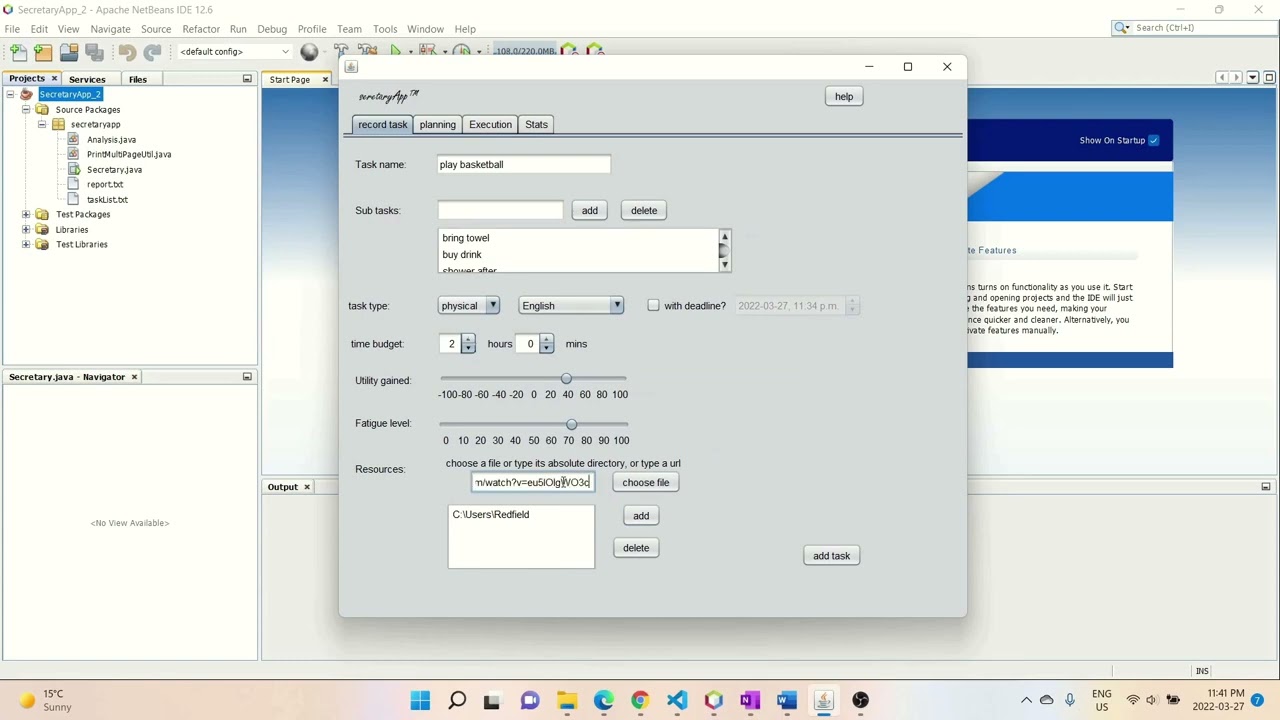 SecretaryApp_2 - Apache NetBeans IDE 12.6
File Edit View Navigate Source Refactor Run Debug Profile Team Tools Window Help
Search (Ctrl+I)
<default config>
108.0/220.0MB
Projects Services Files
Start Page
SecretaryApp_2
Source Packages
secretaryapp
Analysis.java
PrintMultiPageUtil.java
Secretary.java
report.txt
taskList.txt
Test Packages
Libraries
Test Libraries
Secretary.java - Navigator
<No View Available>
secretaryApp™
help
record task planning Execution Stats
Task name: play basketball
Sub tasks: add delete
bring towel
buy drink
shower after
task type: physical English with deadline? 2022-03-27, 11:34 p.m.
time budget: 2 hours 0 mins
Utility gained:
-100 -80 -60 -40 -20 0 20 40 60 80 100
Fatigue level:
0 10 20 30 40 50 60 70 80 90 100
Resources: choose a file or type its absolute directory, or type a url
choose file
C:\Users\Redfield
add
delete
add task
Show On Startup
te Features
ns turns on functionality as you use it. Start
g and opening projects and the IDE will just
e the features you need, making your
nce quicker and cleaner. Alternatively, you
ivate features manually.
Output
INS
15°C
Sunny
ENG
US
11:41 PM
2022-03-27
7